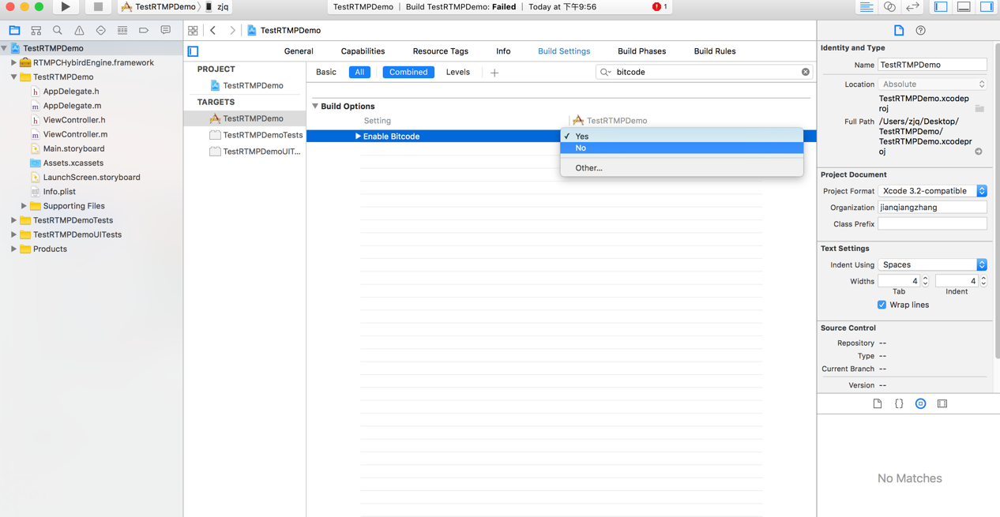 TestRTMPDemo
zjq
TestRTMPDemo | Build TestRTMPDemo: Failed | Today at 下午9:56
1
TestRTMPDemo
RTMPCHybirdEngine.framework
TestRTMPDemo
AppDelegate.h
AppDelegate.m
ViewController.h
ViewController.m
Main.storyboard
Assets.xcassets
LaunchScreen.storyboard
Info.plist
Supporting Files
TestRTMPDemoTests
TestRTMPDemoUITests
Products
TestRTMPDemo
General
Capabilities
Resource Tags
Info
Build Settings
Build Phases
Build Rules
PROJECT
TestRTMPDemo
TARGETS
TestRTMPDemo
TestRTMPDemoTests
TestRTMPDemoUIT...
Basic
All
Combined
Levels
bitcode
Build Options
Setting
TestRTMPDemo
Enable Bitcode
Yes
No
Other...
Identity and Type
Name TestRTMPDemo
Location Absolute
TestRTMPDemo.xcodepr
oj
Full Path /Users/zjq/Desktop/
TestRTMPDemo/
TestRTMPDemo.xcodepr
oj
Project Document
Project Format Xcode 3.2-compatible
Organization jianqiangzhang
Class Prefix
Text Settings
Indent Using Spaces
Widths 4 4
Tab Indent
Wrap lines
Source Control
Repository --
Type --
Current Branch --
Version --
No Matches